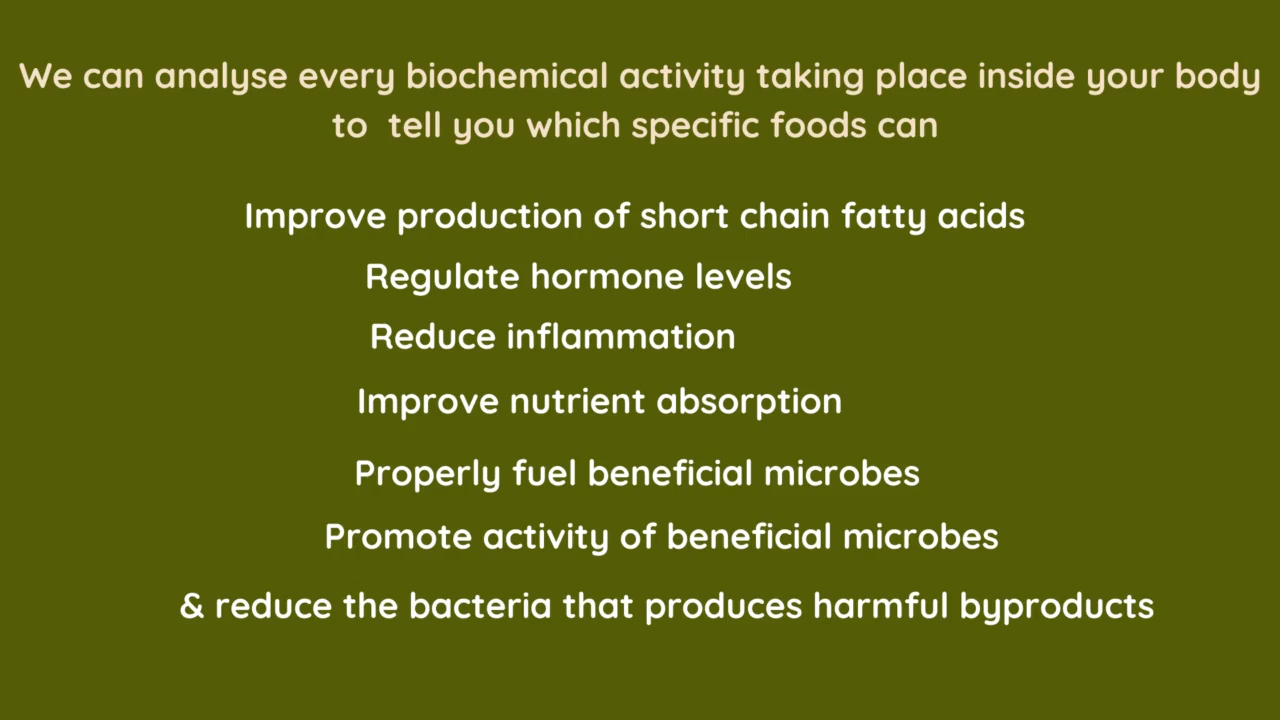 We can analyse every biochemical activity taking place inside your body
to tell you which specific foods can
Improve production of short chain fatty acids
Regulate hormone levels
Reduce inflammation
Improve nutrient absorption
Properly fuel beneficial microbes
Promote activity of beneficial microbes
& reduce the bacteria that produces harmful byproducts